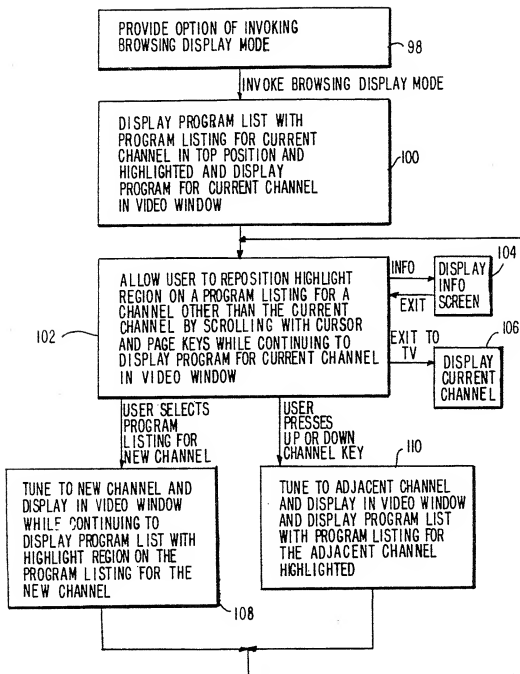 PROVIDE OPTION OF INVOKING
BROWSING DISPLAY MODE
98
INVOKE BROWSING DISPLAY MODE
DISPLAY PROGRAM LIST WITH
PROGRAM LISTING FOR CURRENT
CHANNEL IN TOP POSITION AND
HIGHLIGHTED AND DISPLAY
PROGRAM FOR CURRENT CHANNEL
IN VIDEO WINDOW
100
ALLOW USER TO REPOSITION HIGHLIGHT
REGION ON A PROGRAM LISTING FOR A
CHANNEL OTHER THAN THE CURRENT
CHANNEL BY SCROLLING WITH CURSOR
AND PAGE KEYS WHILE CONTINUING TO
DISPLAY PROGRAM FOR CURRENT CHANNEL
IN VIDEO WINDOW
102
INFO
EXIT
104
DISPLAY
INFO
SCREEN
EXIT TO
TV
106
DISPLAY
CURRENT
CHANNEL
USER SELECTS
PROGRAM
LISTING FOR
NEW CHANNEL
USER
PRESSES
UP OR DOWN
CHANNEL KEY
110
TUNE TO NEW CHANNEL AND
DISPLAY IN VIDEO WINDOW
WHILE CONTINUING TO
DISPLAY PROGRAM LIST WITH
HIGHLIGHT REGION ON THE
PROGRAM LISTING FOR THE
NEW CHANNEL
108
TUNE TO ADJACENT CHANNEL
AND DISPLAY IN VIDEO WINDOW
AND DISPLAY PROGRAM LIST
WITH PROGRAM LISTING FOR
THE ADJACENT CHANNEL
HIGHLIGHTED